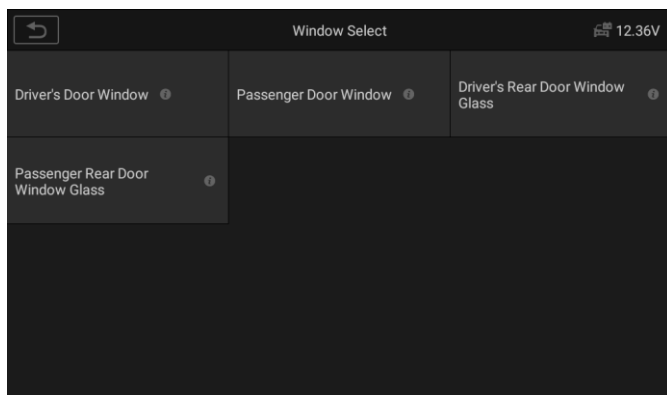 Window Select
12.36V
Driver's Door Window
Passenger Door Window
Driver's Rear Door Window
Glass
Passenger Rear Door
Window Glass